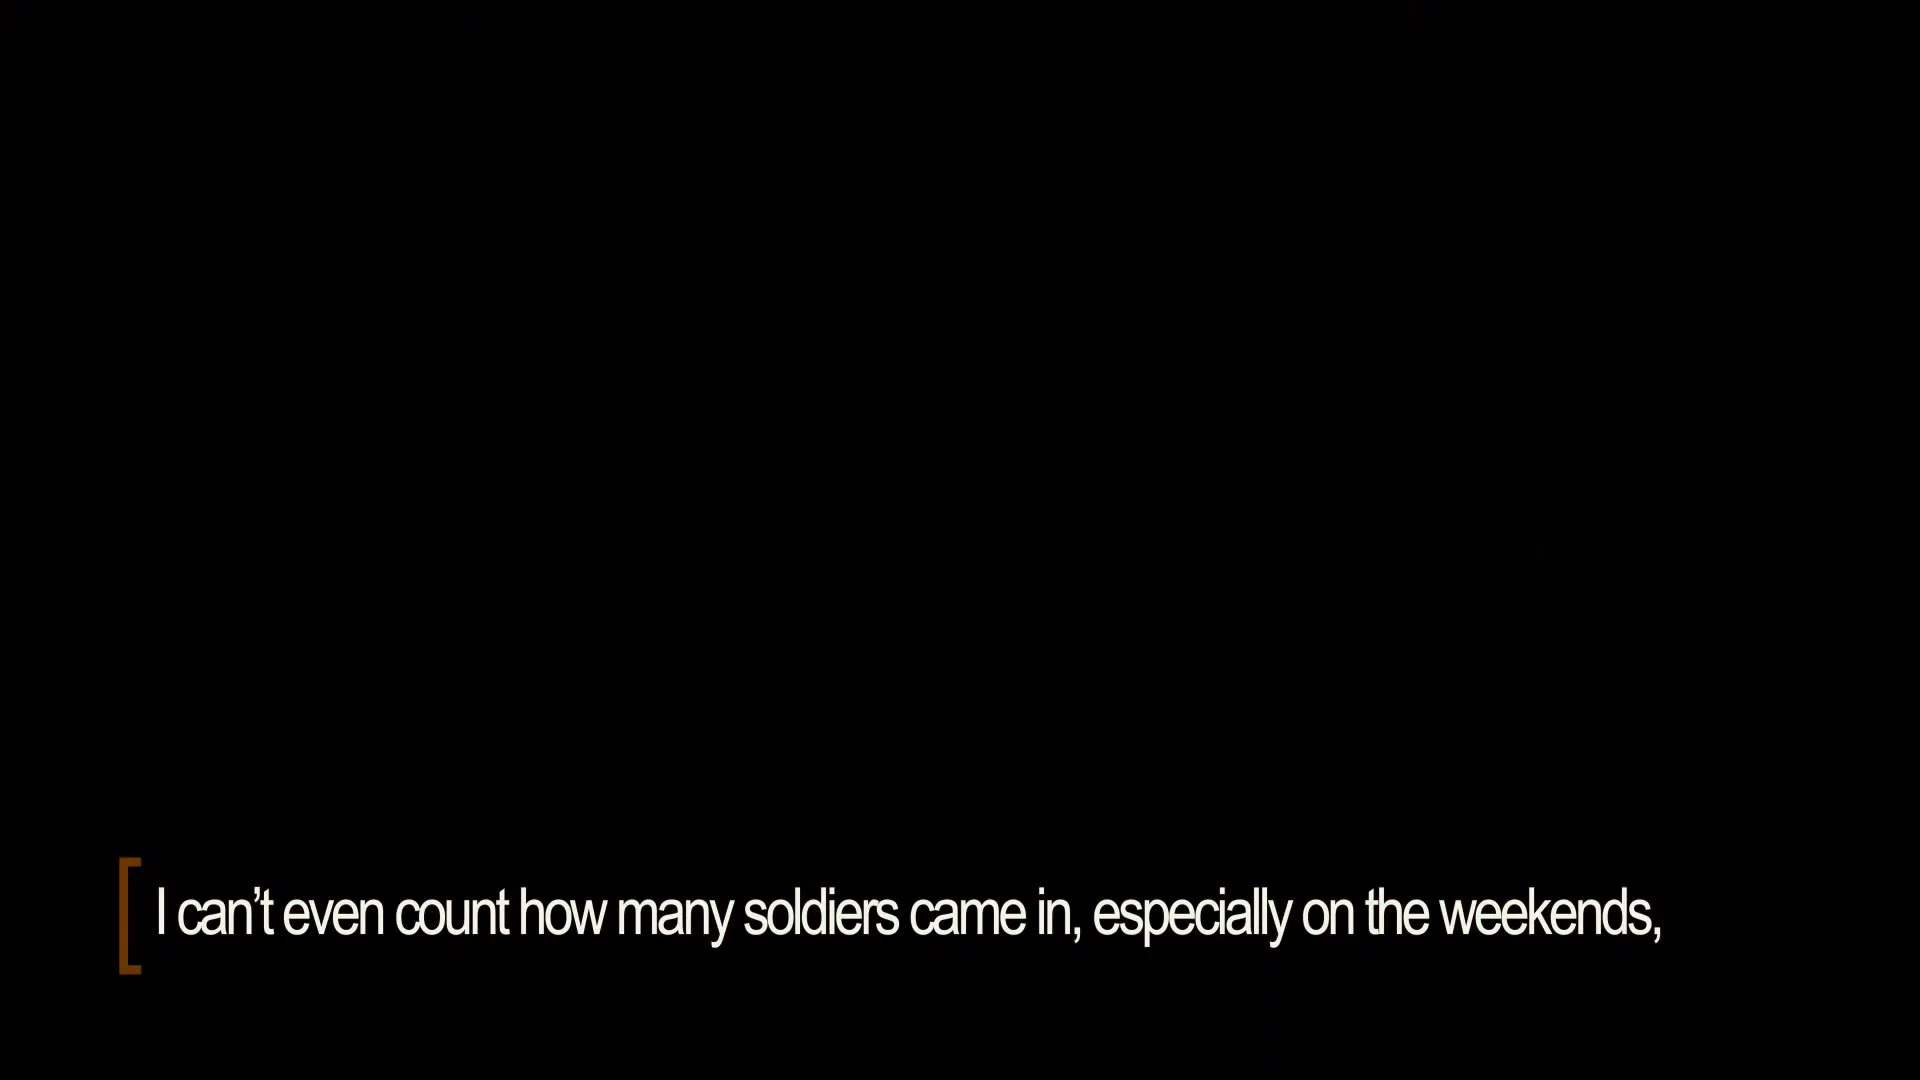 I can’t even count how many soldiers came in, especially on the weekends,